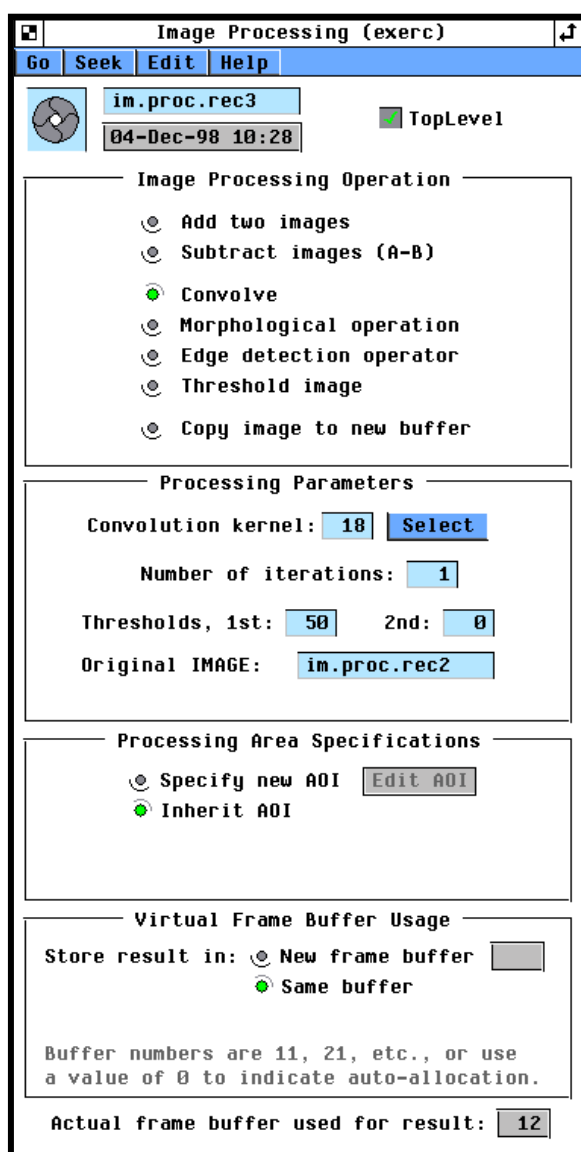 Image Processing (exerc)
Go Seek Edit Help
im.proc.rec3
04-Dec-98 10:28
TopLevel
Image Processing Operation
Add two images
Subtract images (A-B)
Convolve
Morphological operation
Edge detection operator
Threshold image
Copy image to new buffer
Processing Parameters
Convolution kernel: 18 Select
Number of iterations: 1
Thresholds, 1st: 50 2nd: 0
Original IMAGE: im.proc.rec2
Processing Area Specifications
Specify new AOI Edit AOI
Inherit AOI
Virtual Frame Buffer Usage
Store result in: New frame buffer
Same buffer
Buffer numbers are 11, 21, etc., or use
a value of 0 to indicate auto-allocation.
Actual frame buffer used for result: 12